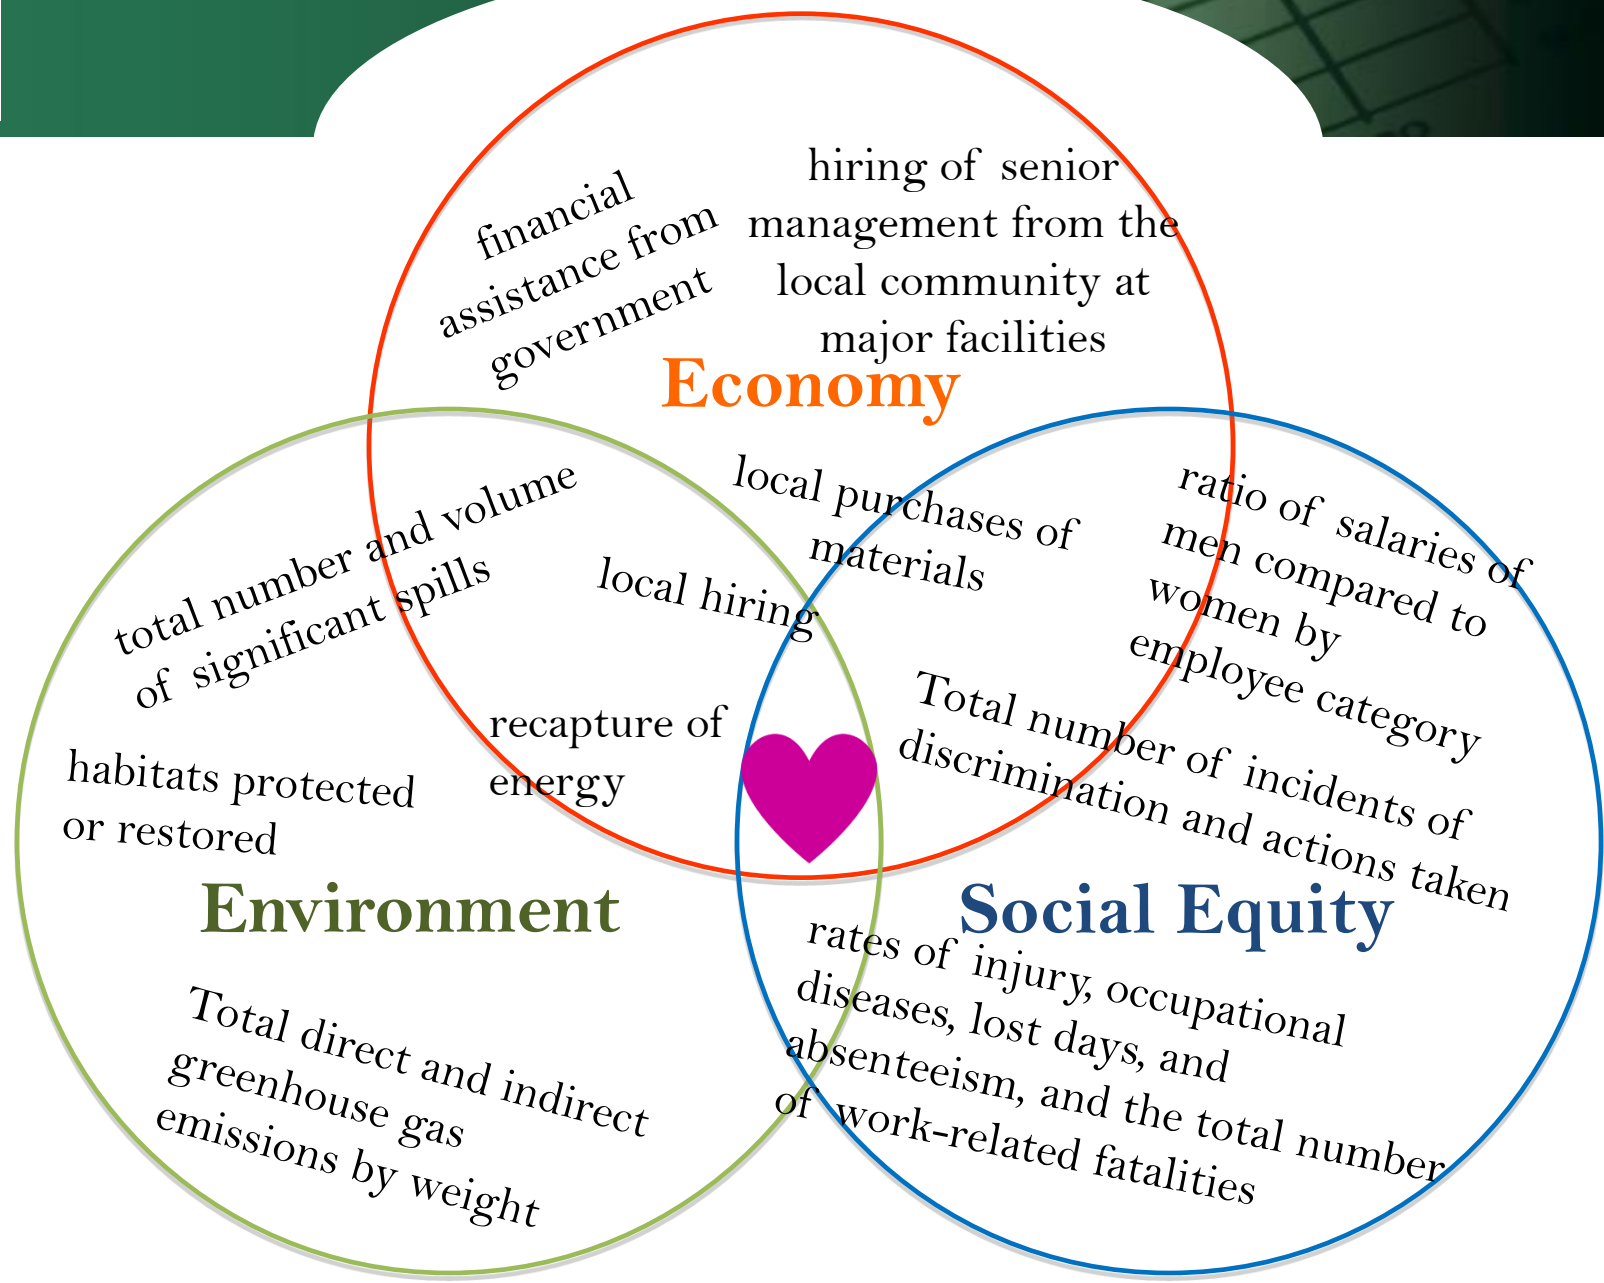 hiring of senior
management from the
local community at
major facilities
financial
assistance from
government
Economy
local purchases of
materials
ratio of salaries of
men compared to
women by
employee category
total number and volume
of significant spills
local hiring
recapture of
energy
Total number of incidents of
discrimination and actions taken
habitats protected
or restored
Environment
Social Equity
rates of injury, occupational
diseases, lost days, and
absenteeism, and the total number
of work-related fatalities
Total direct and indirect
greenhouse gas
emissions by weight